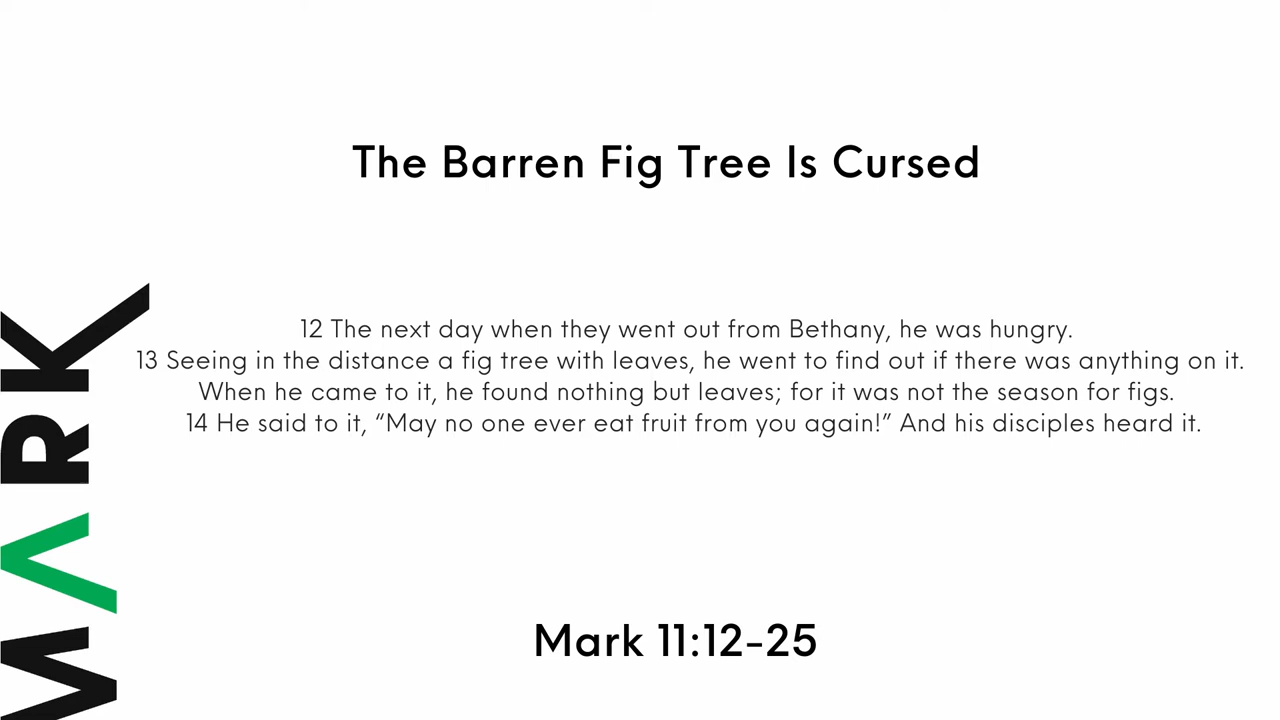 The Barren Fig Tree Is Cursed
12 The next day when they went out from Bethany, he was hungry.
13 Seeing in the distance a fig tree with leaves, he went to find out if there was anything on it.
When he came to it, he found nothing but leaves; for it was not the season for figs.
14 He said to it, “May no one ever eat fruit from you again!” And his disciples heard it.
Mark 11:12-25
MARK